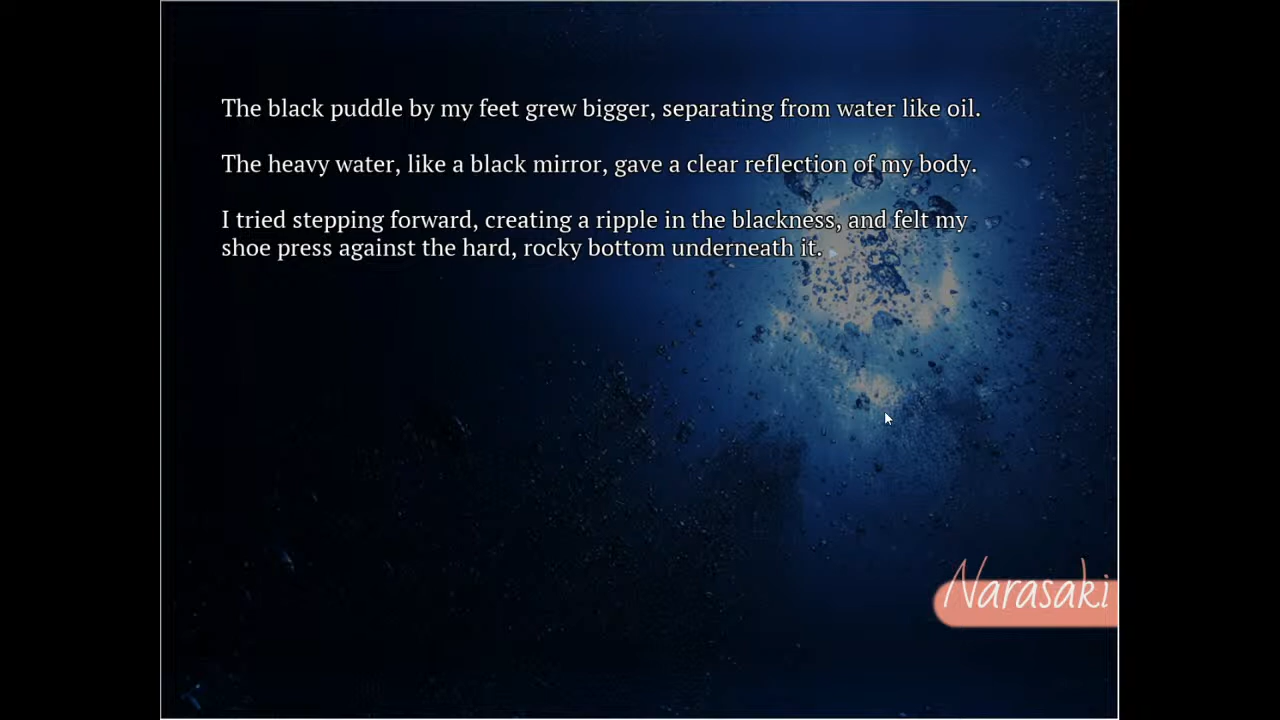 The black puddle by my feet grew bigger, separating from water like oil.
The heavy water, like a black mirror, gave a clear reflection of my body.
I tried stepping forward, creating a ripple in the blackness, and felt my
shoe press against the hard, rocky bottom underneath it.
Narasaki